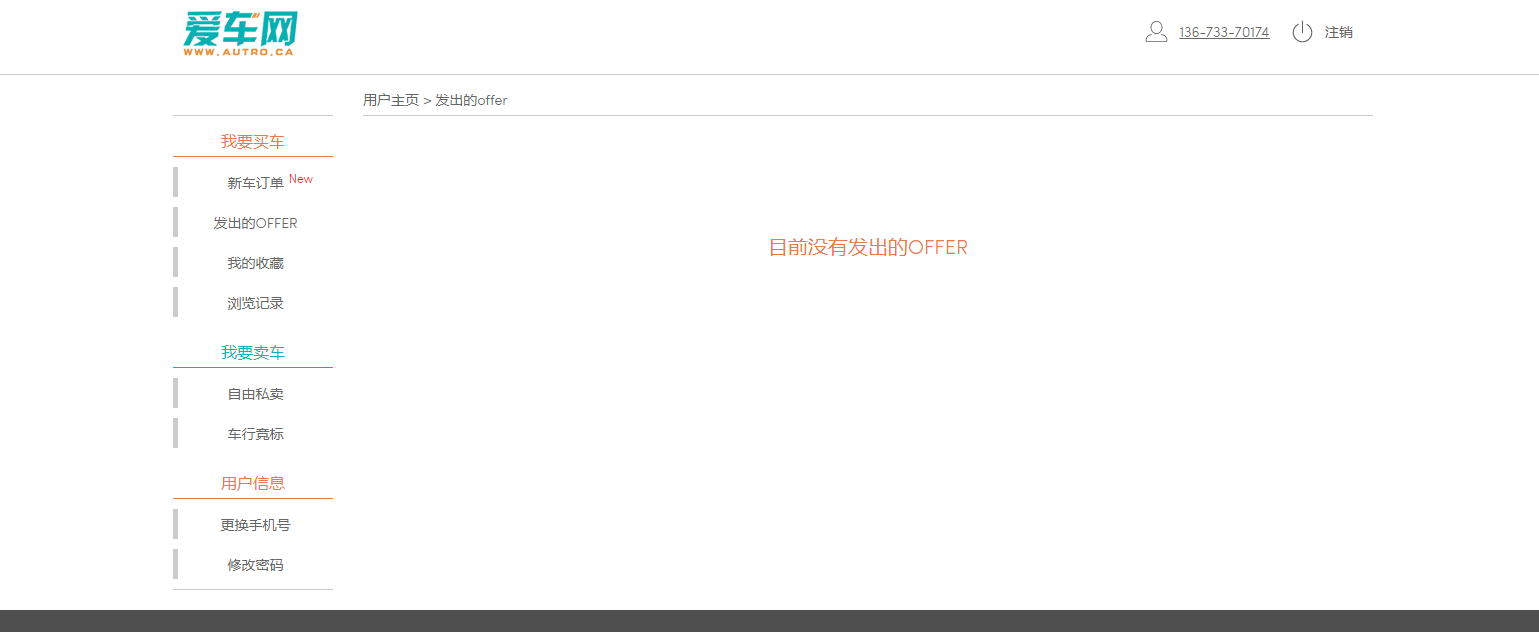 爱车网
WWW.AUTRO.CA
136-733-70174
注销
用户主页 > 发出的offer
我要买车
新车订单 New
发出的OFFER
我的收藏
浏览记录
我要卖车
自由私卖
车行竟标
用户信息
更换手机号
修改密码
目前没有发出的OFFER